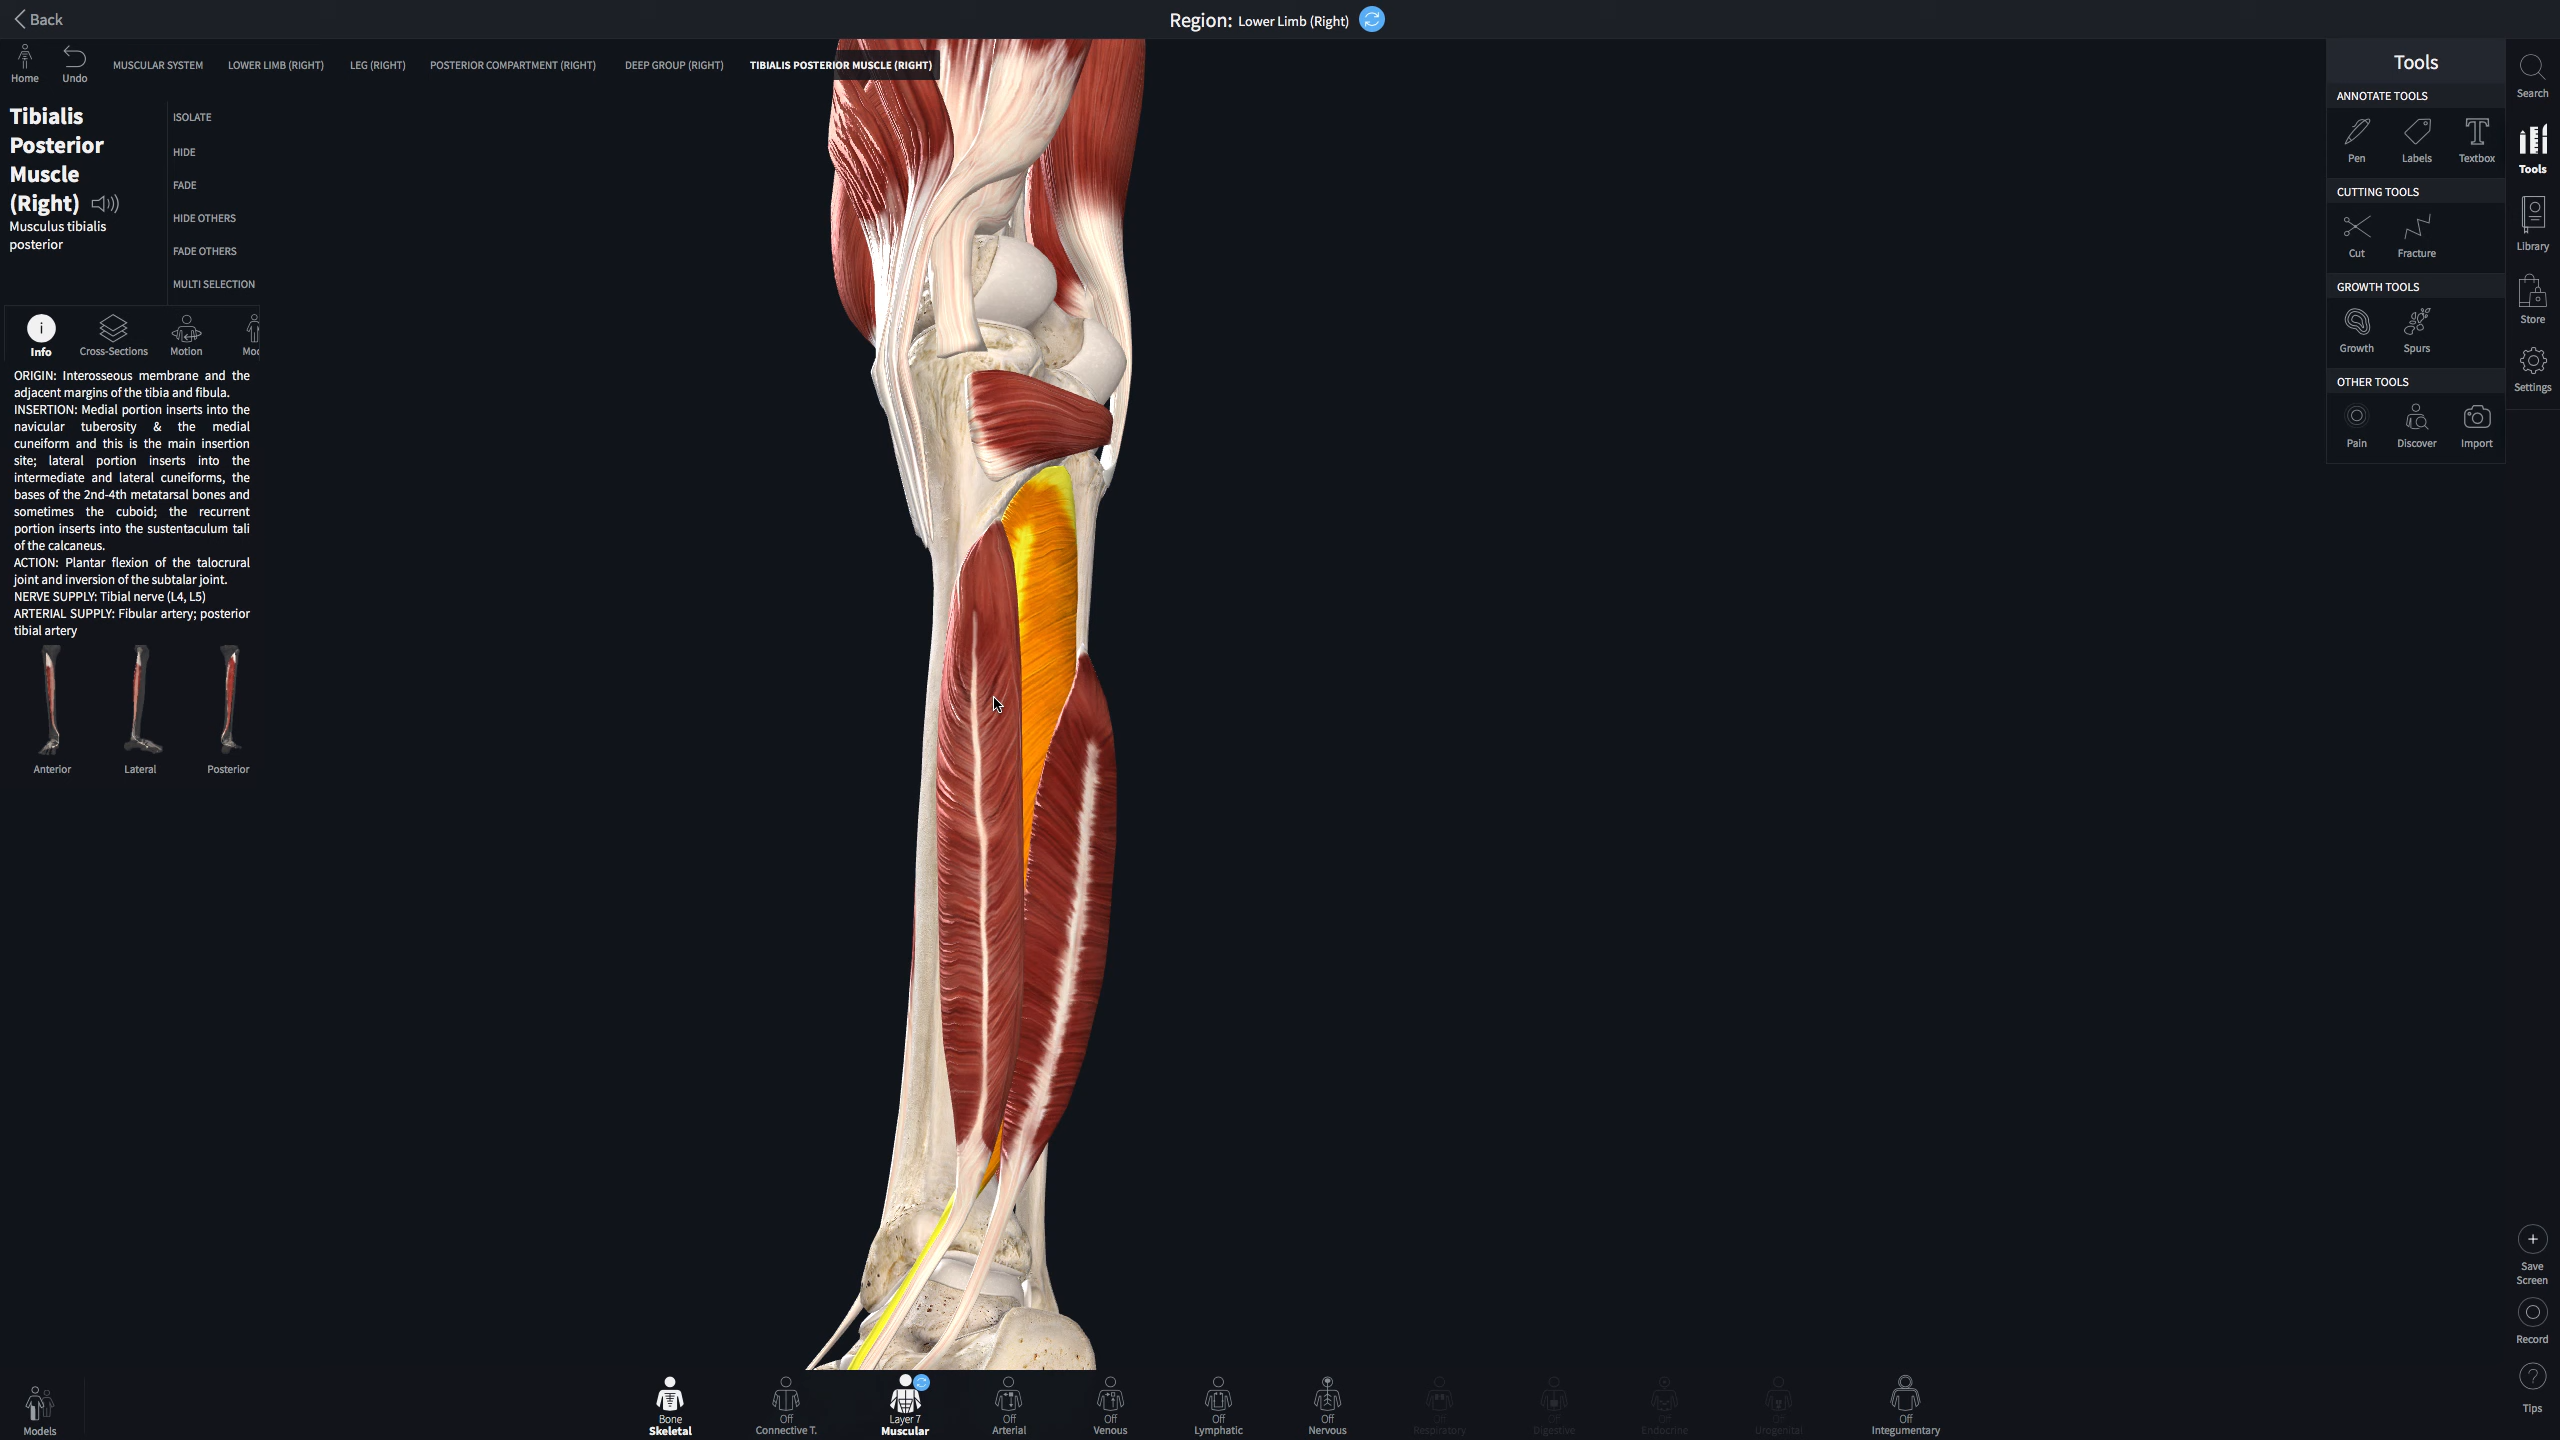 Back
Region: Lower Limb (Right)
Home
Undo
MUSCULAR SYSTEM
LOWER LIMB (RIGHT)
LEG (RIGHT)
POSTERIOR COMPARTMENT (RIGHT)
DEEP GROUP (RIGHT)
TIBIALIS POSTERIOR MUSCLE (RIGHT)
Tibialis
Posterior
Muscle
(Right)
Musculus tibialis
posterior
ISOLATE
HIDE
FADE
HIDE OTHERS
FADE OTHERS
MULTI SELECTION
Info
Cross-Sections
Motion
Moc
ORIGIN: Interosseous membrane and the
adjacent margins of the tibia and fibula.
INSERTION: Medial portion inserts into the
navicular tuberosity & the medial
cuneiform and this is the main insertion
site; lateral portion inserts into the
intermediate and lateral cuneiforms, the
bases of the 2nd-4th metatarsal bones and
sometimes the cuboid; the recurrent
portion inserts into the sustentaculum tali
of the calcaneus.
ACTION: Plantar flexion of the talocrural
joint and inversion of the subtalar joint.
NERVE SUPPLY: Tibial nerve (L4, L5)
ARTERIAL SUPPLY: Fibular artery; posterior
tibial artery
Anterior
Lateral
Posterior
Tools
ANNOTATE TOOLS
Pen
Labels
Textbox
CUTTING TOOLS
Cut
Fracture
GROWTH TOOLS
Growth
Spurs
OTHER TOOLS
Pain
Discover
Import
Search
Tools
Library
Store
Settings
Save
Screen
Record
Tips
Models
Bone
Skeletal
Off
Connective T.
Layer 7
Muscular
Off
Arterial
Off
Venous
Off
Lymphatic
Off
Nervous
Off
Respiratory
Off
Digestive
Off
Endocrine
Off
Urogenital
Off
Integumentary